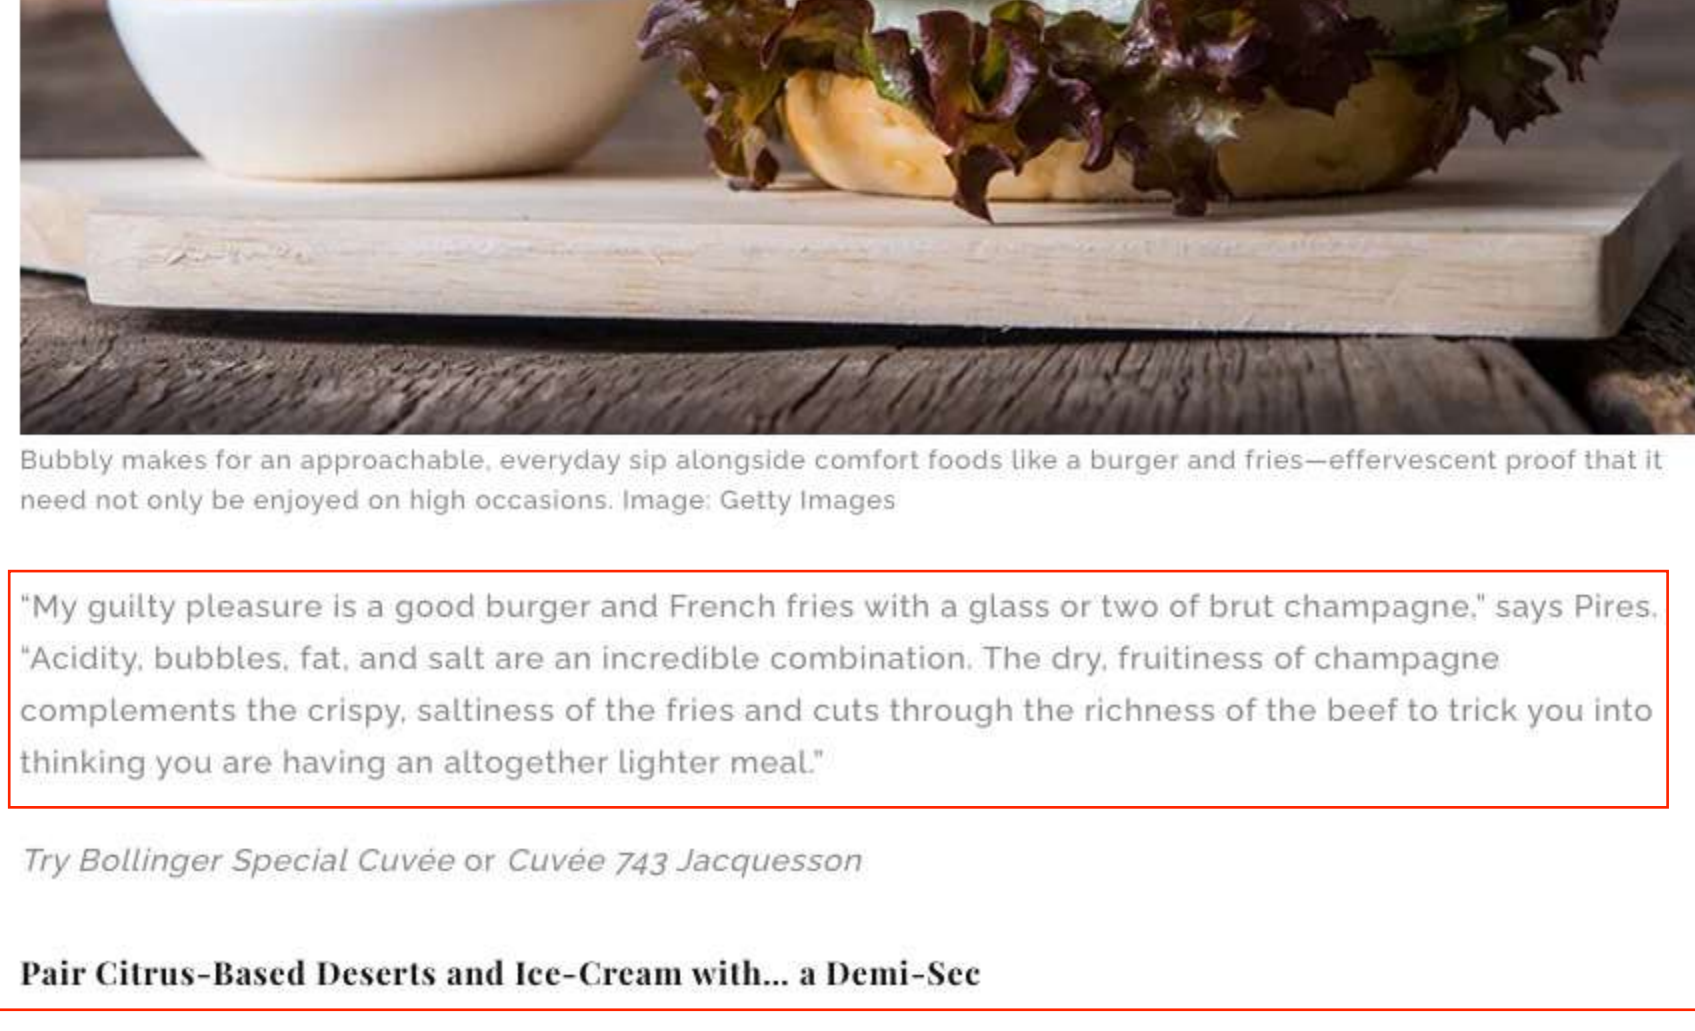 Bubbly makes for an approachable, everyday sip alongside comfort foods like a burger and fries—effervescent proof that it
need not only be enjoyed on high occasions. Image: Getty Images
“My guilty pleasure is a good burger and French fries with a glass or two of brut champagne,” says Pires.
“Acidity, bubbles, fat, and salt are an incredible combination. The dry, fruitiness of champagne
complements the crispy, saltiness of the fries and cuts through the richness of the beef to trick you into
thinking you are having an altogether lighter meal.”
Try Bollinger Special Cuvée or Cuvée 743 Jacquesson
Pair Citrus-Based Deserts and Ice-Cream with... a Demi-Sec